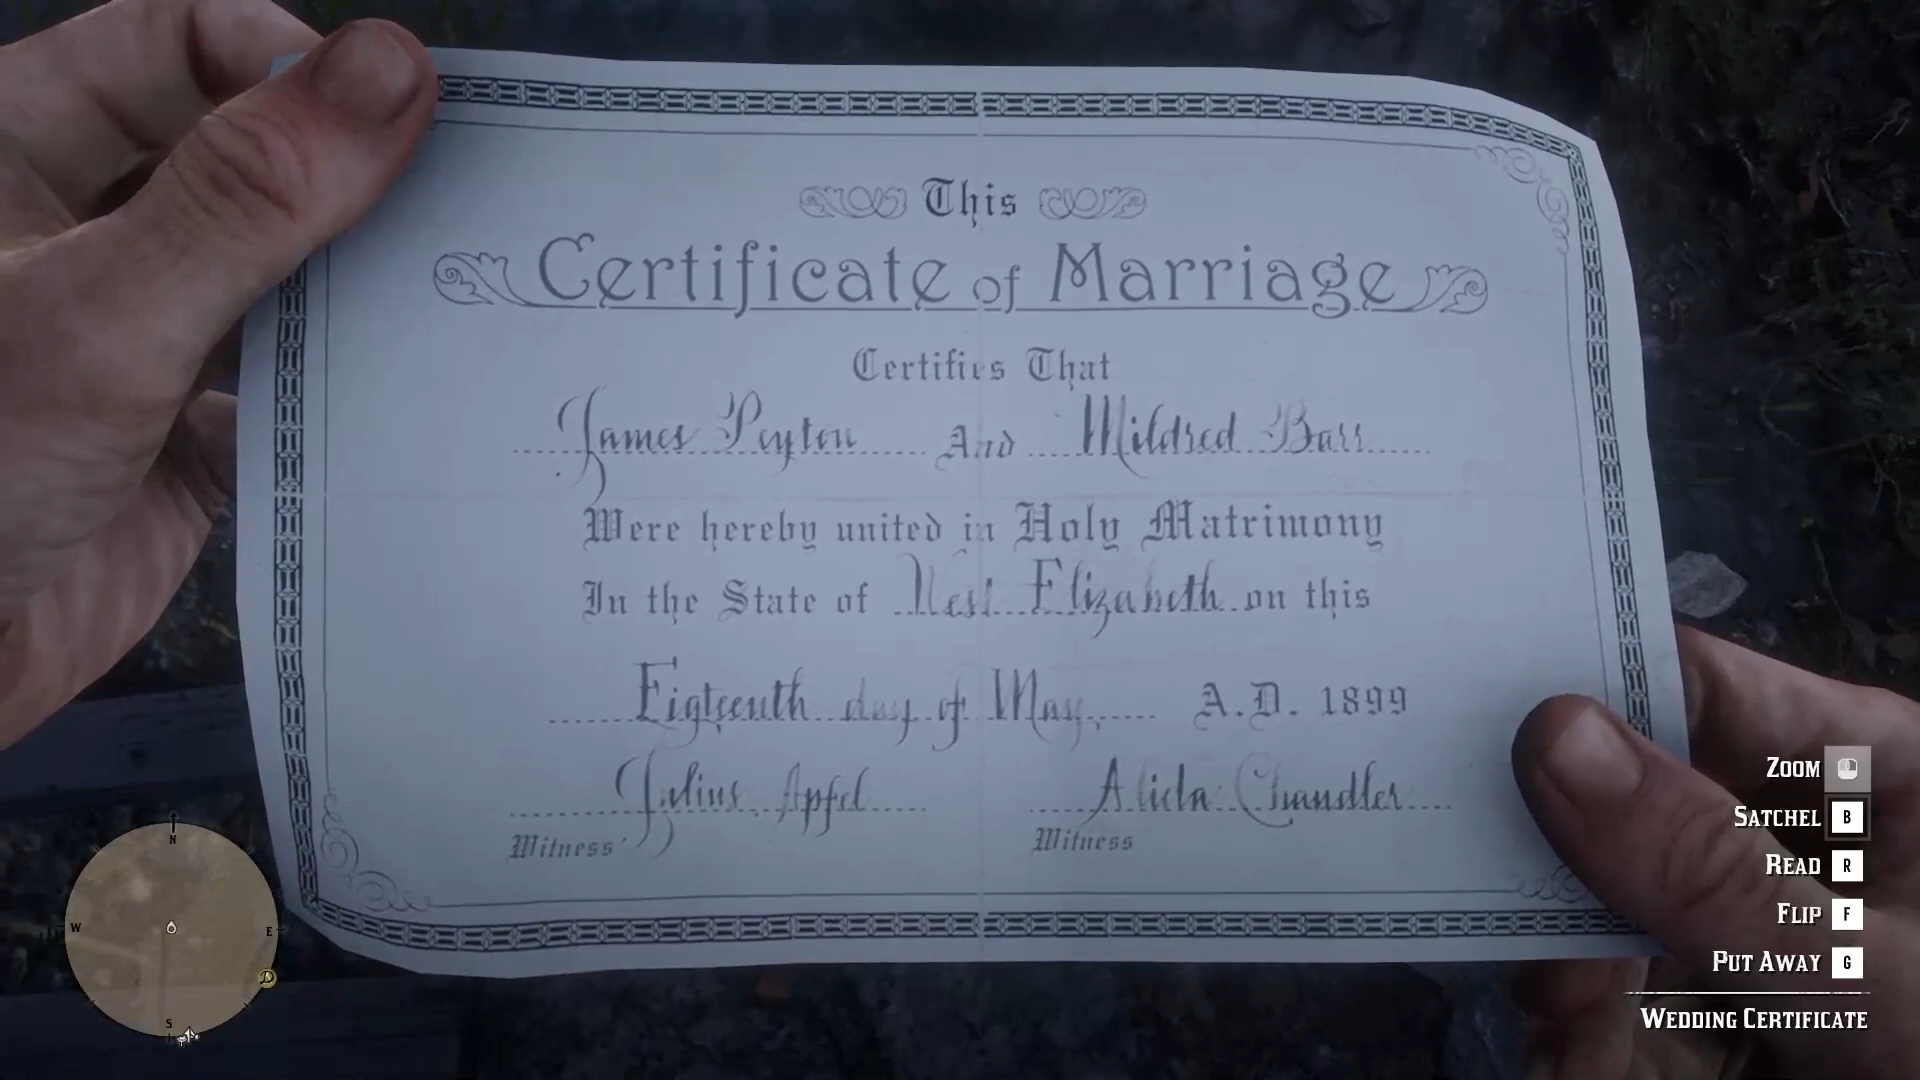 This
Certificate of Marriage
Certifies That
James Peyton And Mildred Barr
Were hereby united in Holy Matrimony
In the State of West Elizabeth on this
Eigteenth day of May, A.D. 1899
Julius Apfel Alicia Chandler
Witness Witness
N
W E
S
ZOOM
SATCHEL B
READ R
FLIP F
PUT AWAY G
WEDDING CERTIFICATE